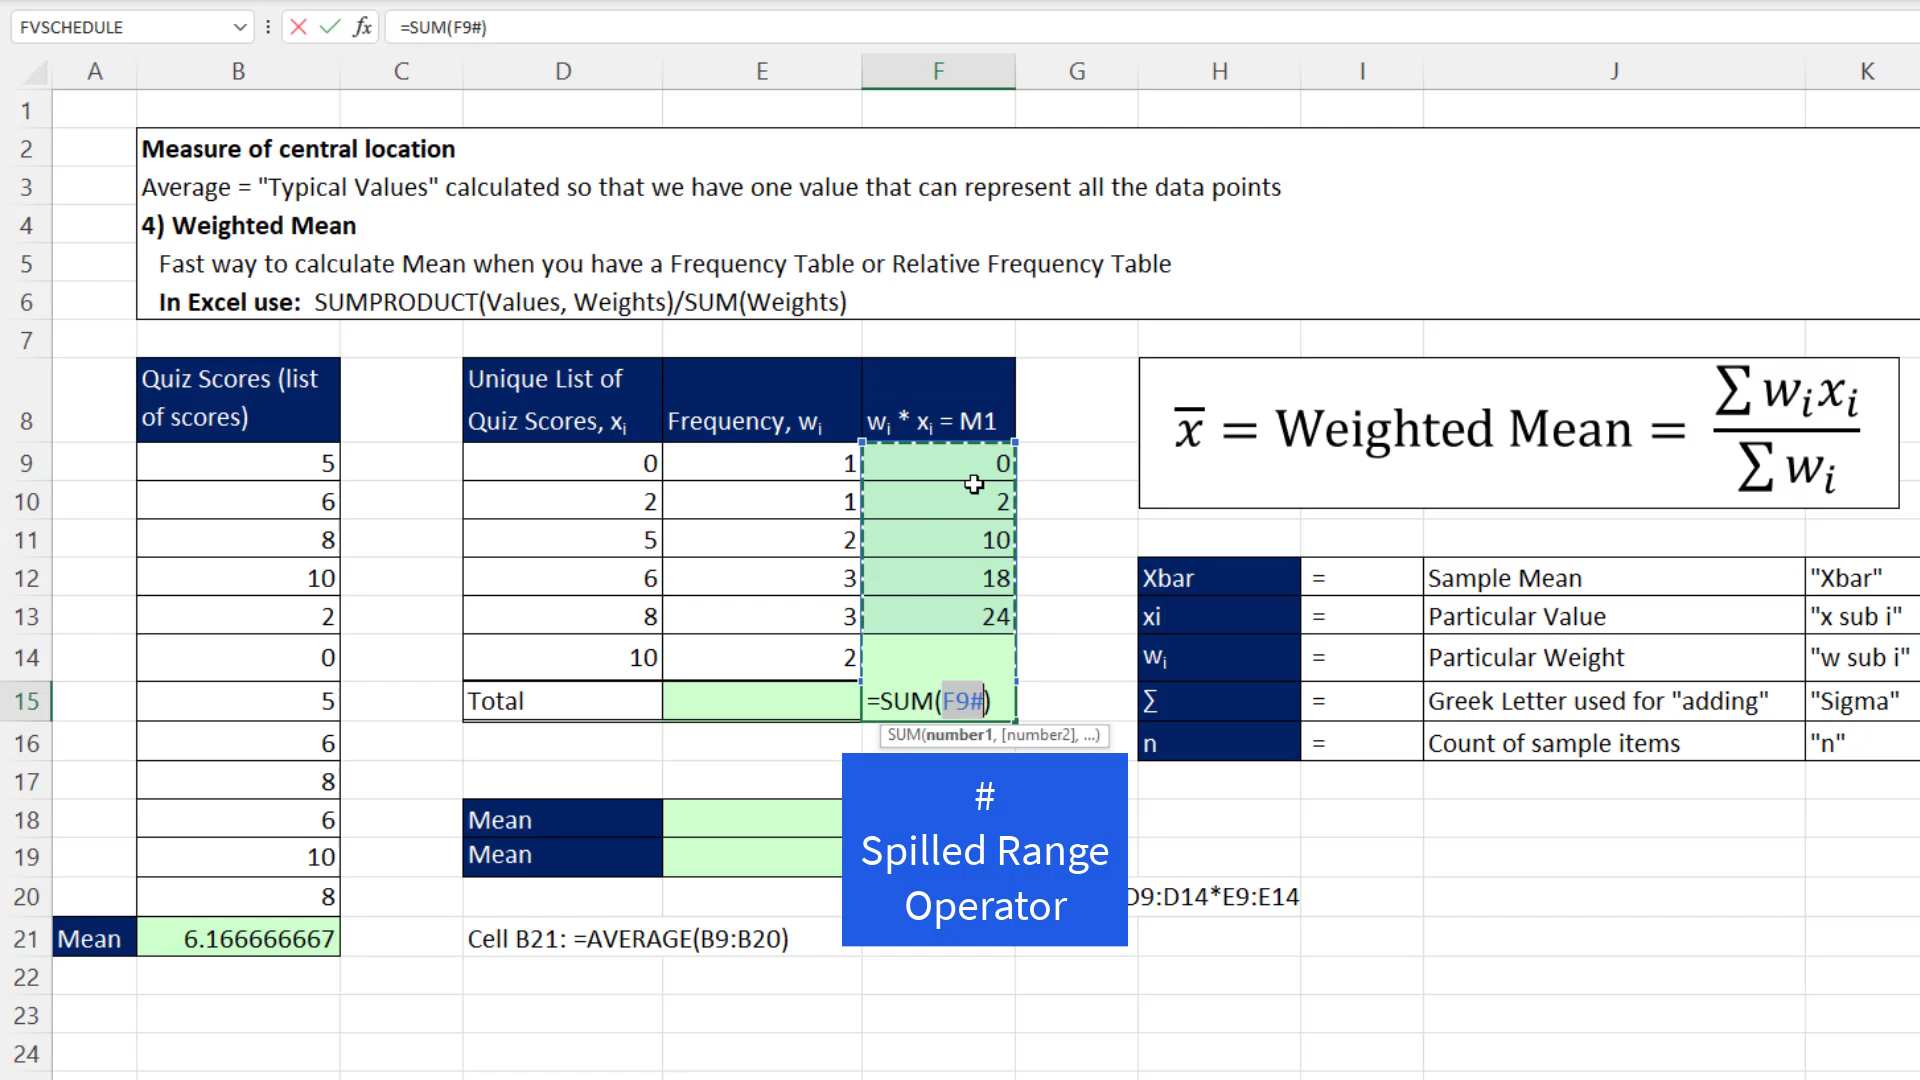 FVSCHEDULE =SUM(F9#)
A B C D E F G H I J K
1
2 Measure of central location
3 Average = "Typical Values" calculated so that we have one value that can represent all the data points
4 4) Weighted Mean
5 Fast way to calculate Mean when you have a Frequency Table or Relative Frequency Table
6 In Excel use: SUMPRODUCT(Values, Weights)/SUM(Weights)
7
Quiz Scores (list Unique List of
8 of scores) Quiz Scores, xi Frequency, wi wi * xi = M1
x̄ = Weighted Mean = ∑ wixi / ∑ wi
9 5 0 1 0
10 6 2 1 2
11 8 5 2 10
12 10 6 3 18 Xbar = Sample Mean "Xbar"
13 2 8 3 24 xi = Particular Value "x sub i"
14 0 10 2 wi = Particular Weight "w sub i"
15 5 Total =SUM(F9#) ∑ = Greek Letter used for "adding" "Sigma"
SUM(number1, [number2], ...)
16 6 n = Count of sample items "n"
17 8
#
18 6 Mean
Spilled Range
19 10 Mean
20 8 D9:D14*E9:E14
Operator
21 Mean 6.166666667 Cell B21: =AVERAGE(B9:B20)
22
23
24